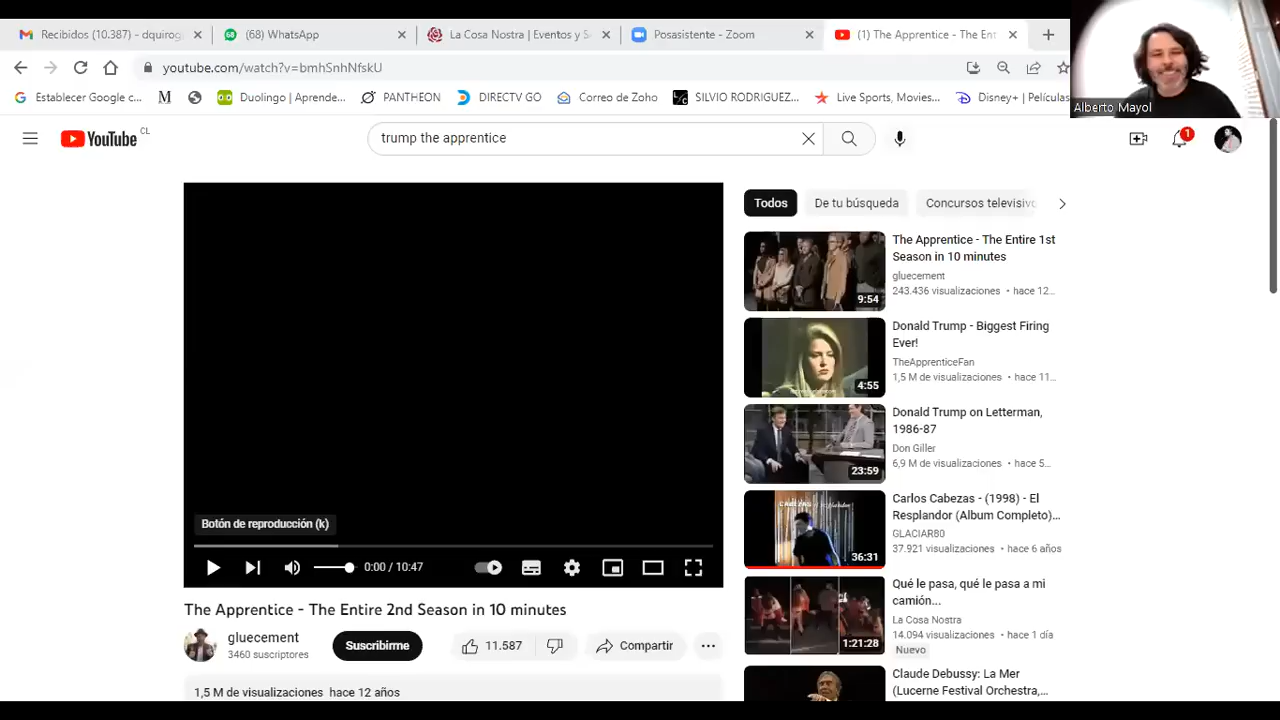 Recibidos (10.387) - dquirog
(68) WhatsApp
La Cosa Nostra | Eventos y S
Posasistente - Zoom
(1) The Apprentice - The Ent
youtube.com/watch?v=bmhSnhNfskU
Establecer Google c...
M
Duolingo | Aprende...
PANTHEON
DIRECTV GO
Correo de Zoho
SILVIO RODRIGUEZ...
Live Sports, Movies...
Disney+ | Películas
Alberto Mayol
YouTube CL
trump the apprentice
1
Todos
De tu búsqueda
Concursos televisivo
The Apprentice - The Entire 1st
Season in 10 minutes
gluecement
243.436 visualizaciones • hace 12...
9:54
Donald Trump - Biggest Firing
Ever!
TheApprenticeFan
1,5 M de visualizaciones • hace 11...
4:55
Donald Trump on Letterman,
1986-87
Don Giller
6,9 M de visualizaciones • hace 5...
23:59
Carlos Cabezas - (1998) - El
Resplandor (Album Completo)...
GLACIAR80
37.921 visualizaciones • hace 6 años
CABEZAS
36:31
Qué le pasa, qué le pasa a mi
camión...
La Cosa Nostra
14.094 visualizaciones • hace 1 día
Nuevo
1:21:28
Claude Debussy: La Mer
(Lucerne Festival Orchestra,...
Botón de reproducción (k)
0:00 / 10:47
The Apprentice - The Entire 2nd Season in 10 minutes
gluecement
3460 suscriptores
Suscribirme
11.587
Compartir
1,5 M de visualizaciones hace 12 años